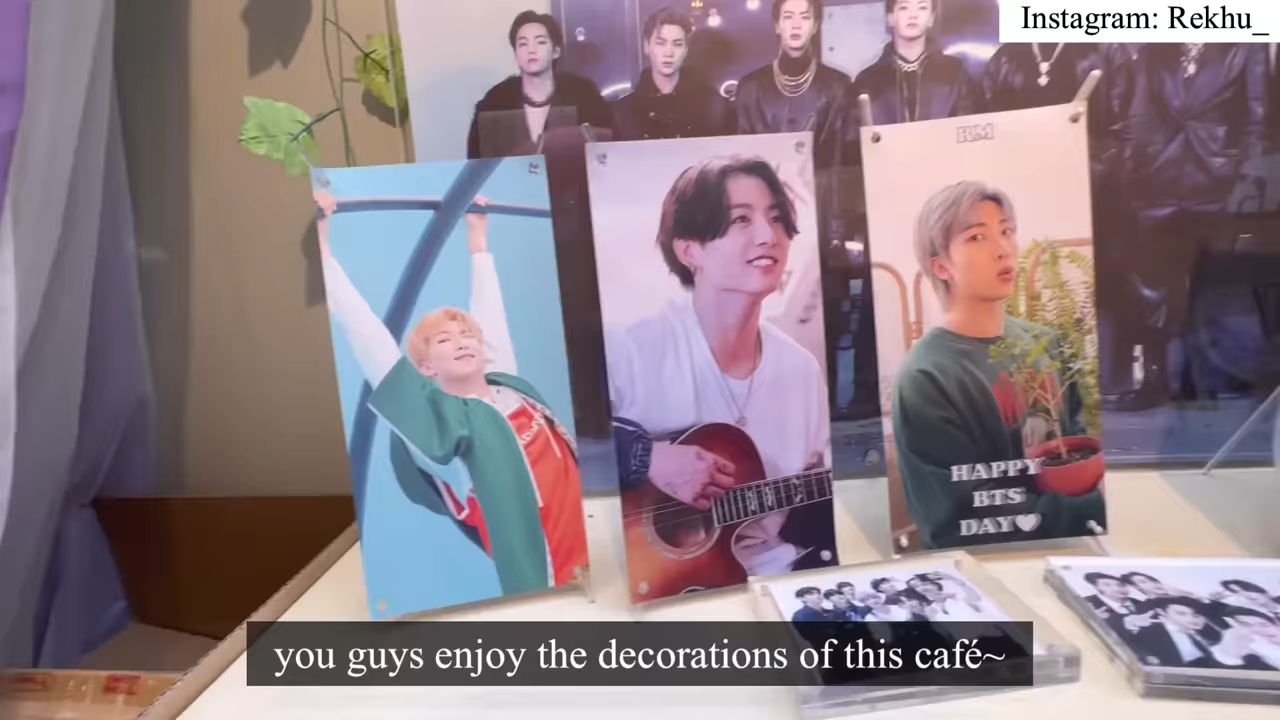 Instagram: Rekhu_
RM
HAPPY
BTS
DAY♡
you guys enjoy the decorations of this café~